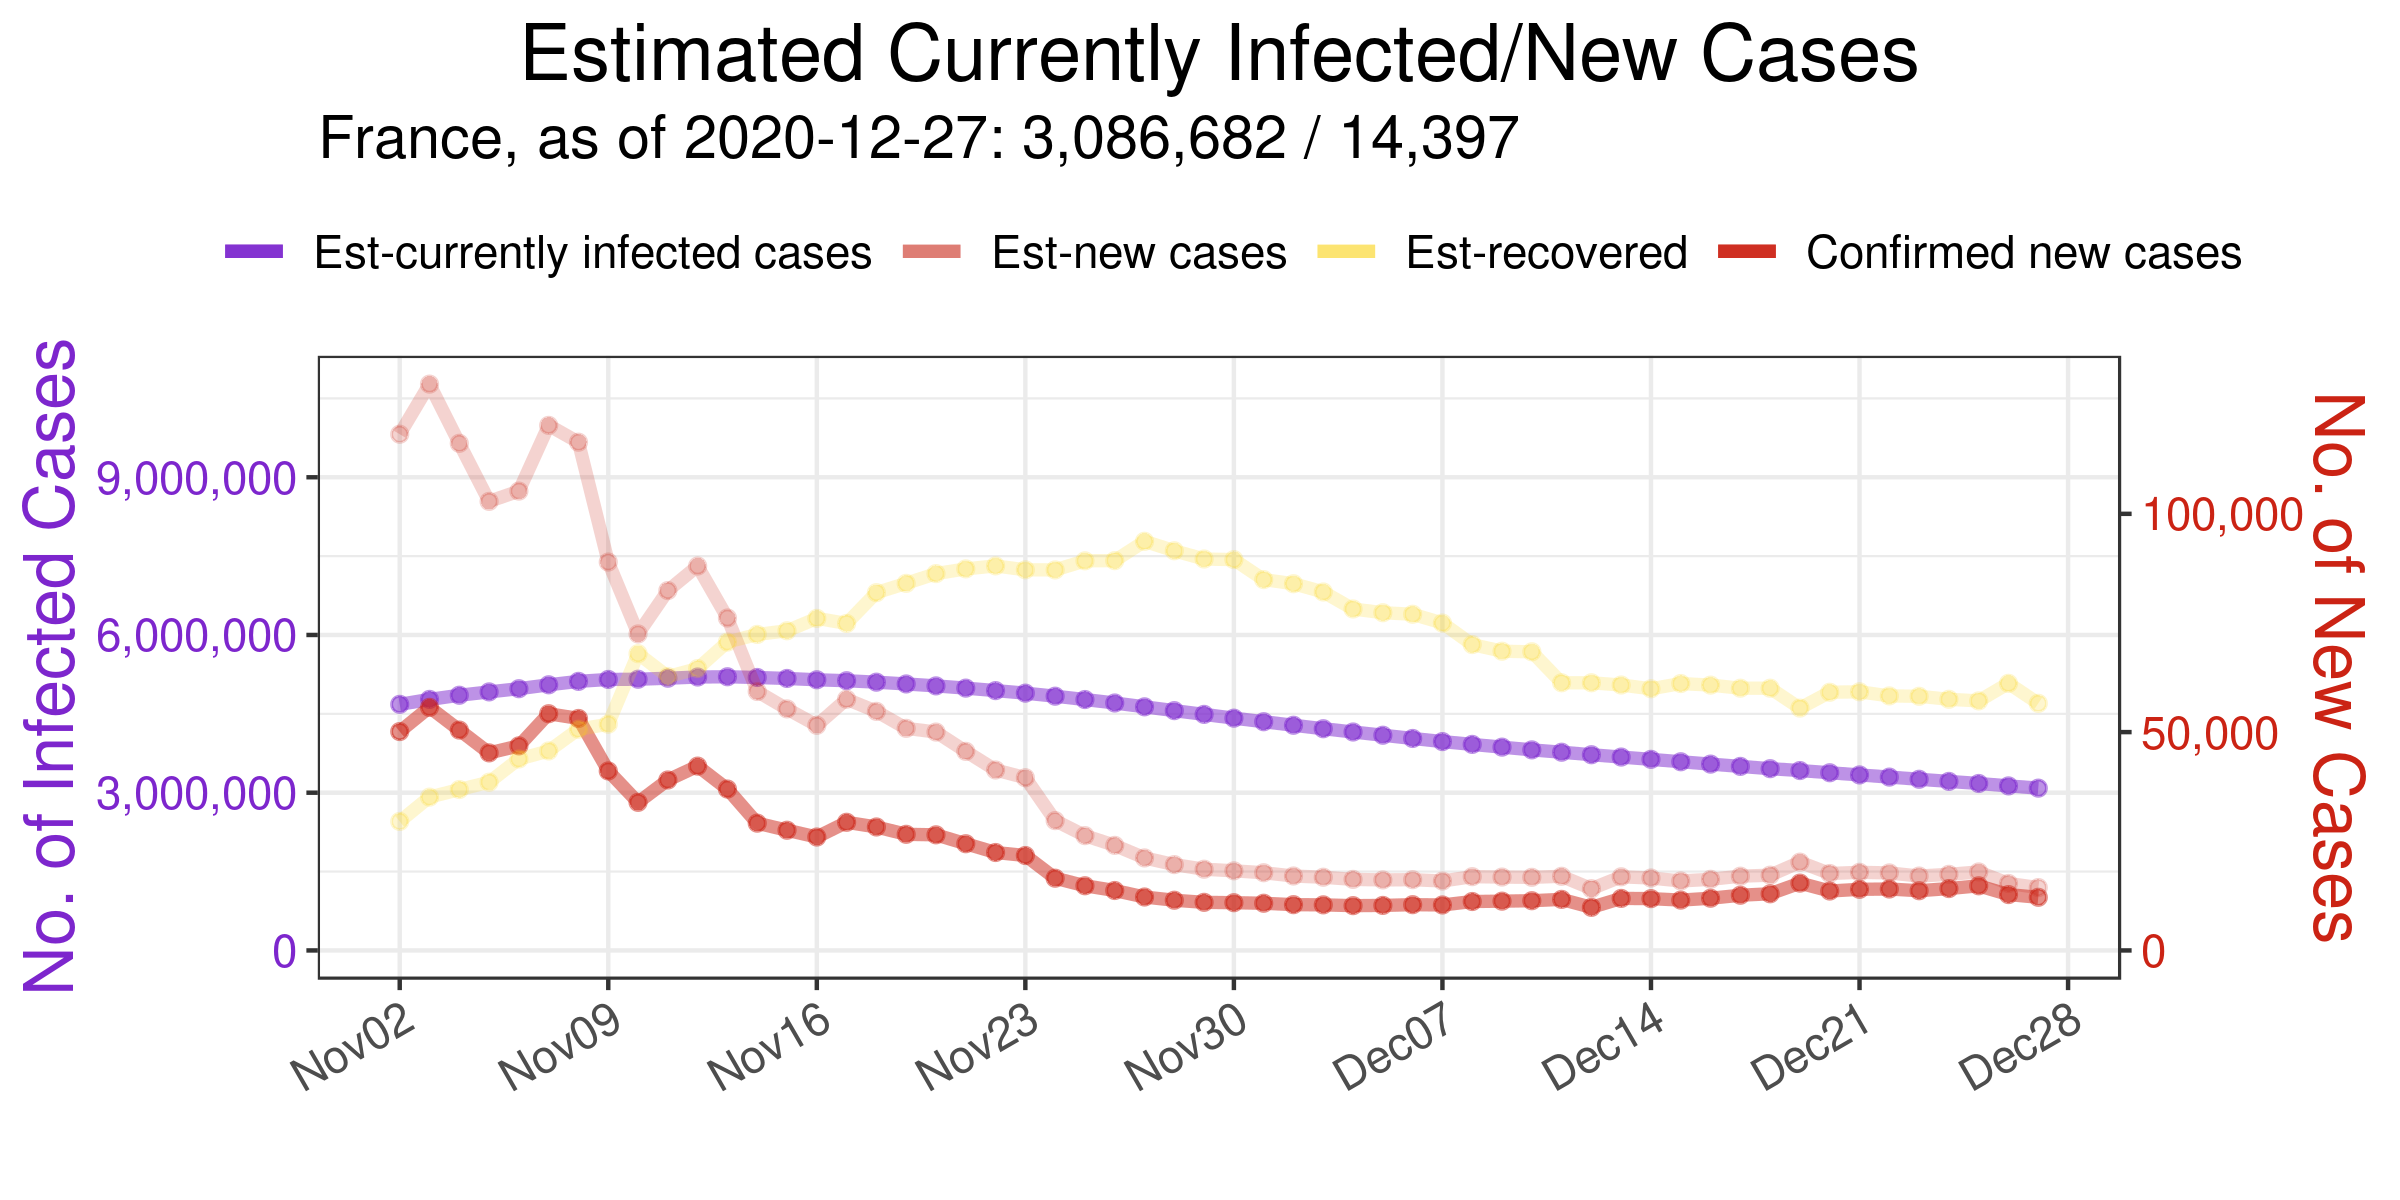 Estimated Currently Infected/New Cases
France, as of 2020-12-27: 3,086,682 / 14,397
Est-currently infected cases Est-new cases Est-recovered Confirmed new cases
No. of Infected Cases
9,000,000
6,000,000
3,000,000
0
100,000
50,000
0
No. of New Cases
Nov02 Nov09 Nov16 Nov23 Nov30 Dec07 Dec14 Dec21 Dec28